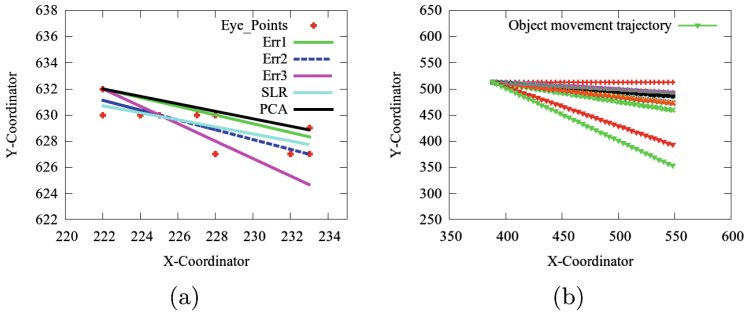 638
636
634
632
630
628
626
624
622
220 222 224 226 228 230 232 234
Y-Coordinator
X-Coordinator
Eye_Points
Err1
Err2
Err3
SLR
PCA
(a)
650
600
550
500
450
400
350
300
250
350 400 450 500 550 600
Y-Coordinator
X-Coordinator
Object movement trajectory
(b)